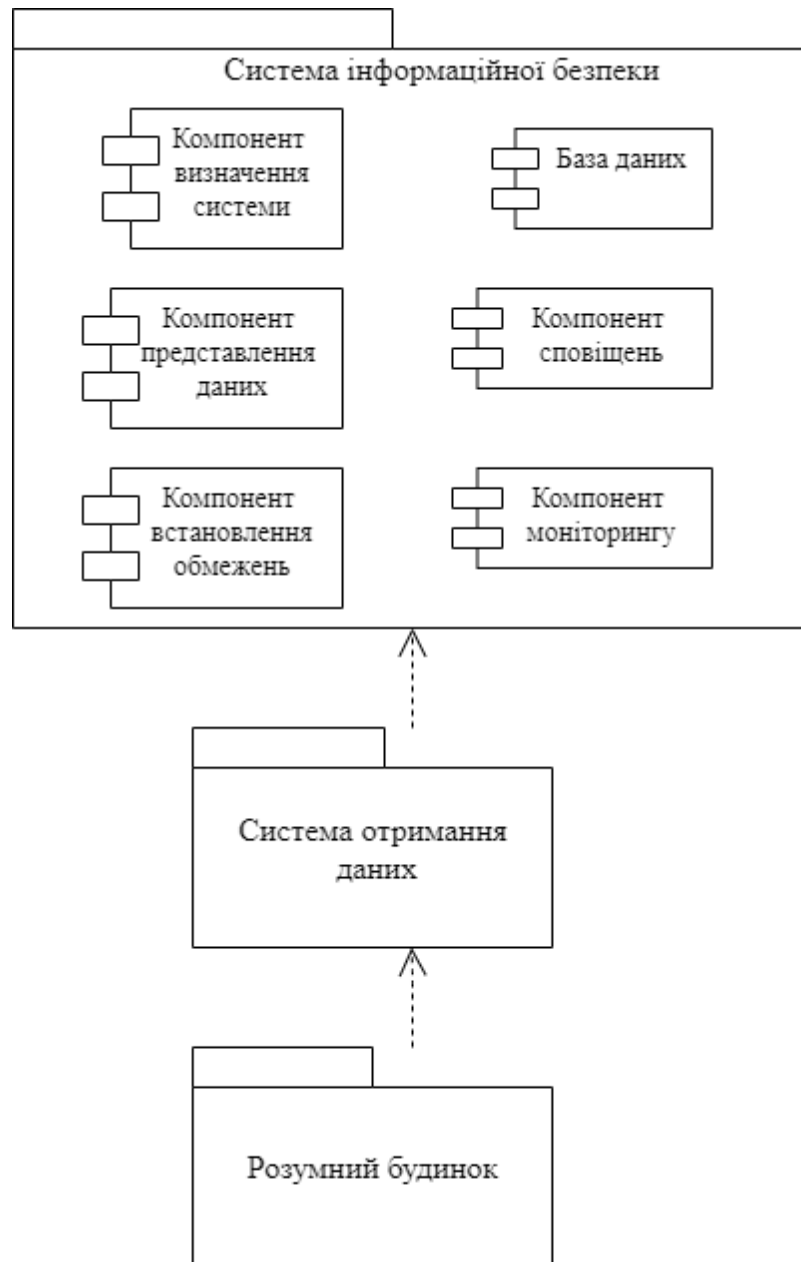 Система інформаційної безпеки
Компонент
визначення
системи
База даних
Компонент
представлення
даних
Компонент
сповіщень
Компонент
встановлення
обмежень
Компонент
моніторингу
Система отримання
даних
Розумний будинок